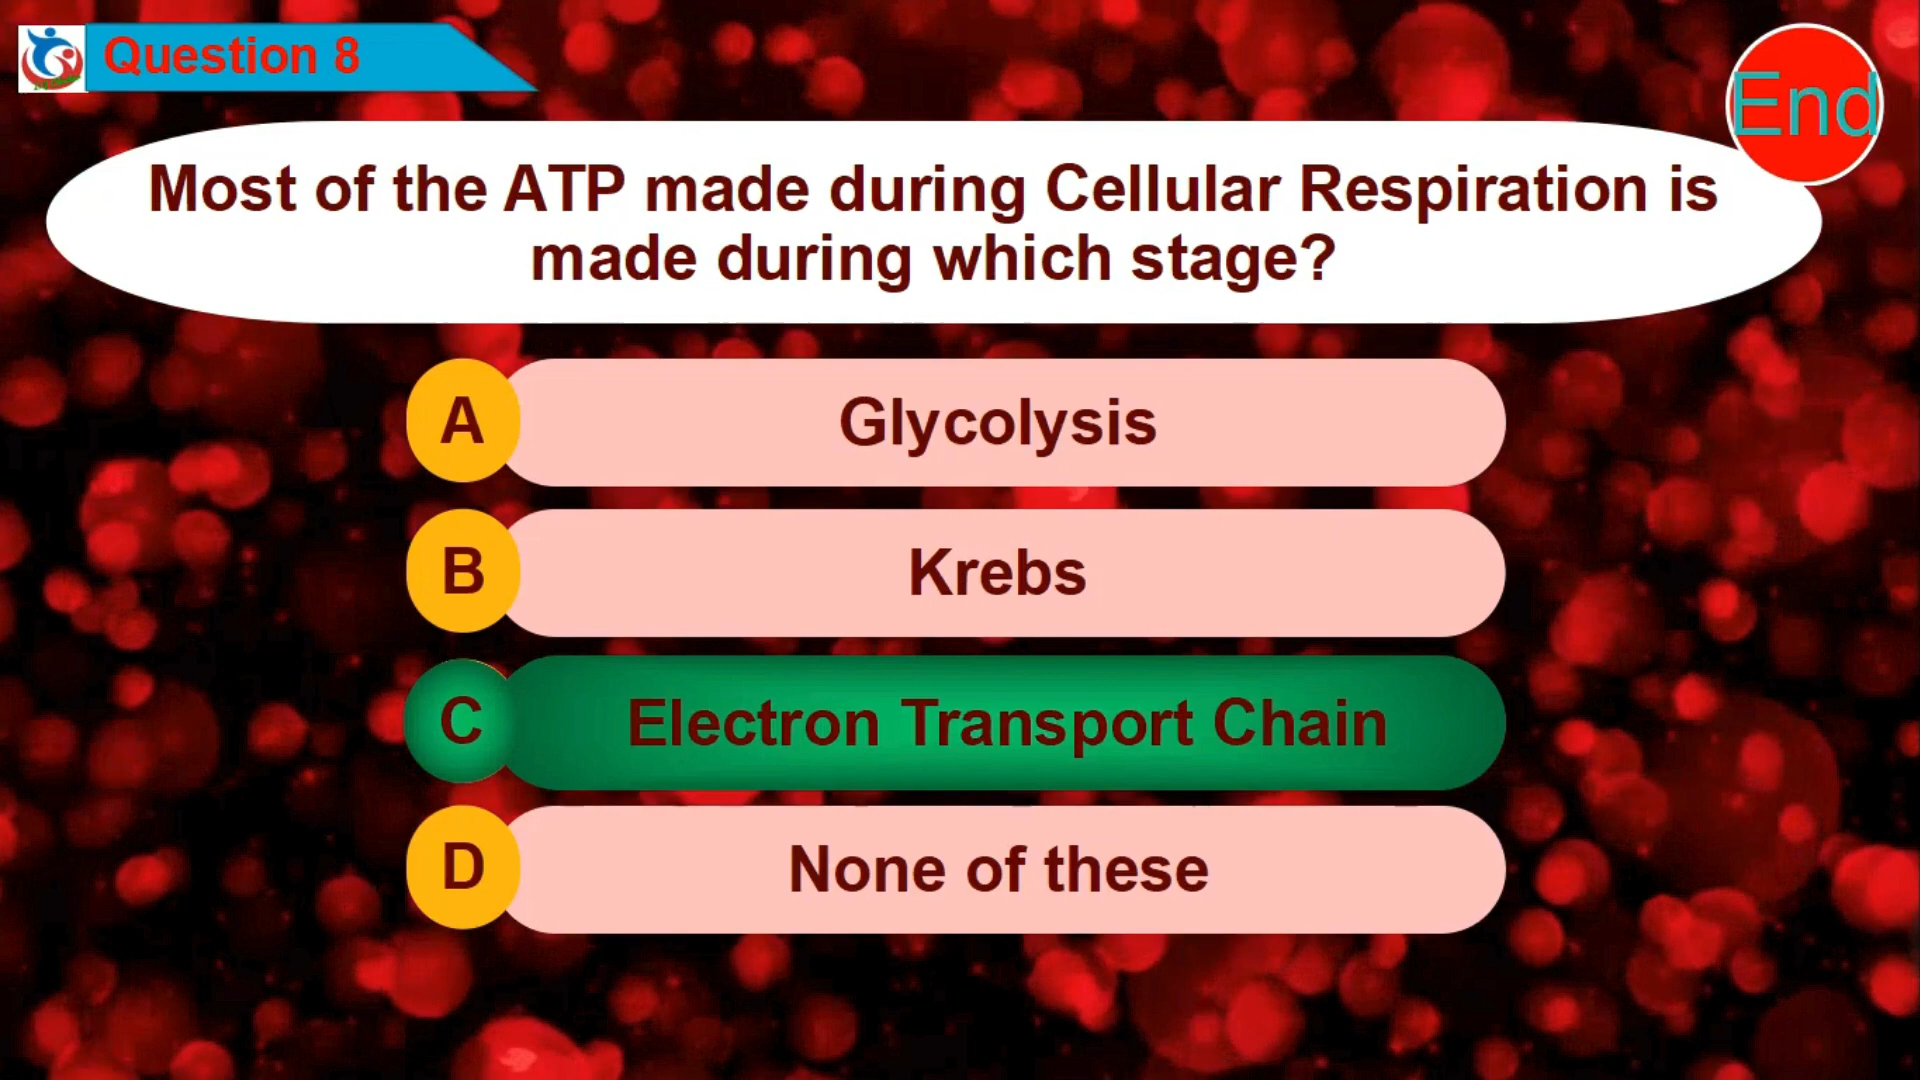 Question 8
End
Most of the ATP made during Cellular Respiration is
made during which stage?
A Glycolysis
B Krebs
C Electron Transport Chain
D None of these